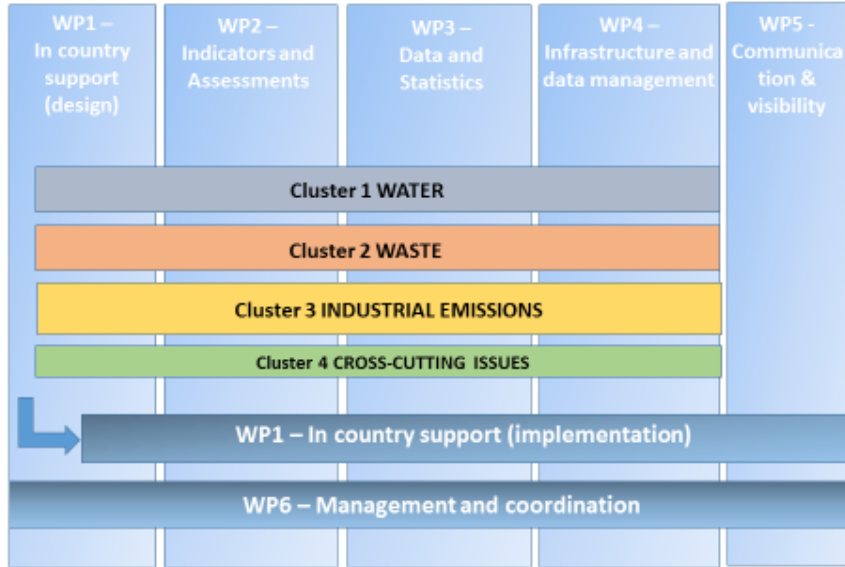 WP1 –
In country
support
(design)
WP2 –
Indicators and
Assessments
WP3 –
Data and
Statistics
WP4 –
Infrastructure and
data management
WP5 -
Communica
tion &
visibility
Cluster 1 WATER
Cluster 2 WASTE
Cluster 3 INDUSTRIAL EMISSIONS
Cluster 4 CROSS-CUTTING ISSUES
WP1 – In country support (implementation)
WP6 – Management and coordination